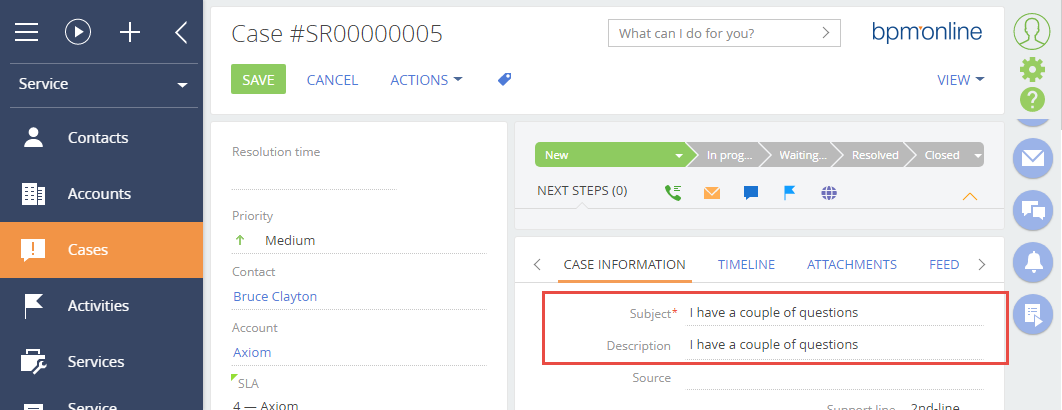 Case #SR00000005
What can I do for you?
bpmonline
SAVE
CANCEL
ACTIONS
VIEW
Service
Contacts
Accounts
Cases
Activities
Services
Service
Resolution time
Priority
Medium
Contact
Bruce Clayton
Account
Axiom
SLA
4 — Axiom
New
In prog...
Waiting...
Resolved
Closed
NEXT STEPS (0)
CASE INFORMATION
TIMELINE
ATTACHMENTS
FEED
Subject* I have a couple of questions
Description I have a couple of questions
Source
Support line 2nd-line